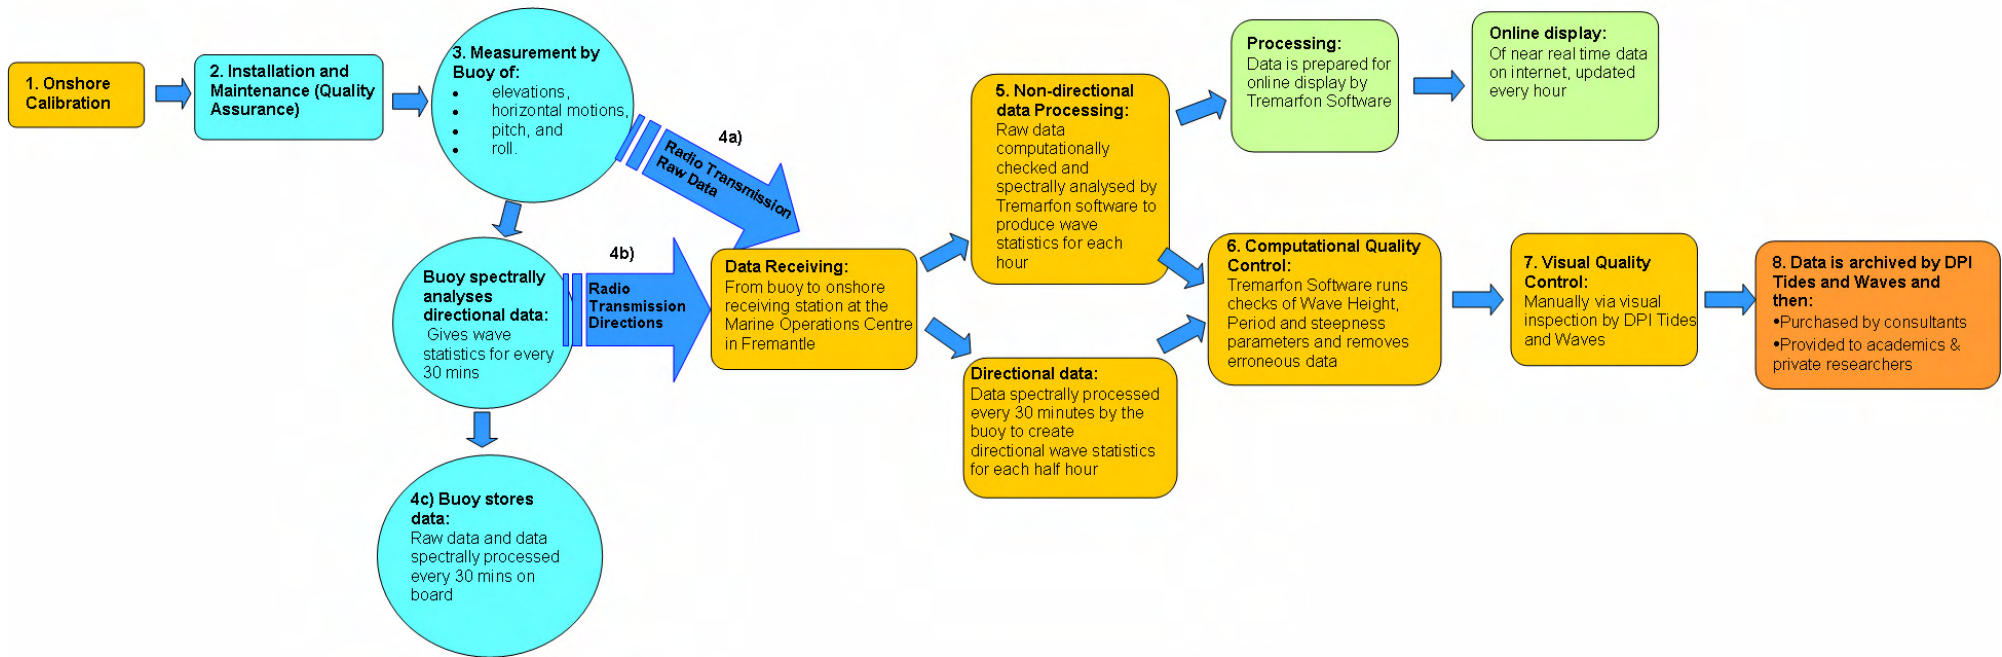 1. Onshore
Calibration
2. Installation and
Maintenance (Quality
Assurance)
3. Measurement by
Buoy of:
• elevations,
• horizontal motions,
• pitch, and
• roll.
4a)
Radio Transmission
Raw Data
Buoy spectrally
analyses
directional data:
Gives wave
statistics for every
30 mins
4b)
Radio
Transmission
Directions
4c) Buoy stores
data:
Raw data and data
spectrally processed
every 30 mins on
board
Data Receiving:
From buoy to onshore
receiving station at the
Marine Operations Centre
in Fremantle
5. Non-directional
data Processing:
Raw data
computationally
checked and
spectrally analysed by
Tremarfon software to
produce wave
statistics for each
hour
Directional data:
Data spectrally processed
every 30 minutes by the
buoy to create
directional wave statistics
for each half hour
Processing:
Data is prepared for
online display by
Tremarfon Software
Online display:
Of near real time data
on internet, updated
every hour
6. Computational Quality
Control:
Tremarfon Software runs
checks of Wave Height,
Period and steepness
parameters and removes
erroneous data
7. Visual Quality
Control:
Manually via visual
inspection by DPI Tides
and Waves
8. Data is archived by DPI
Tides and Waves and
then:
•Purchased by consultants
•Provided to academics &
private researchers